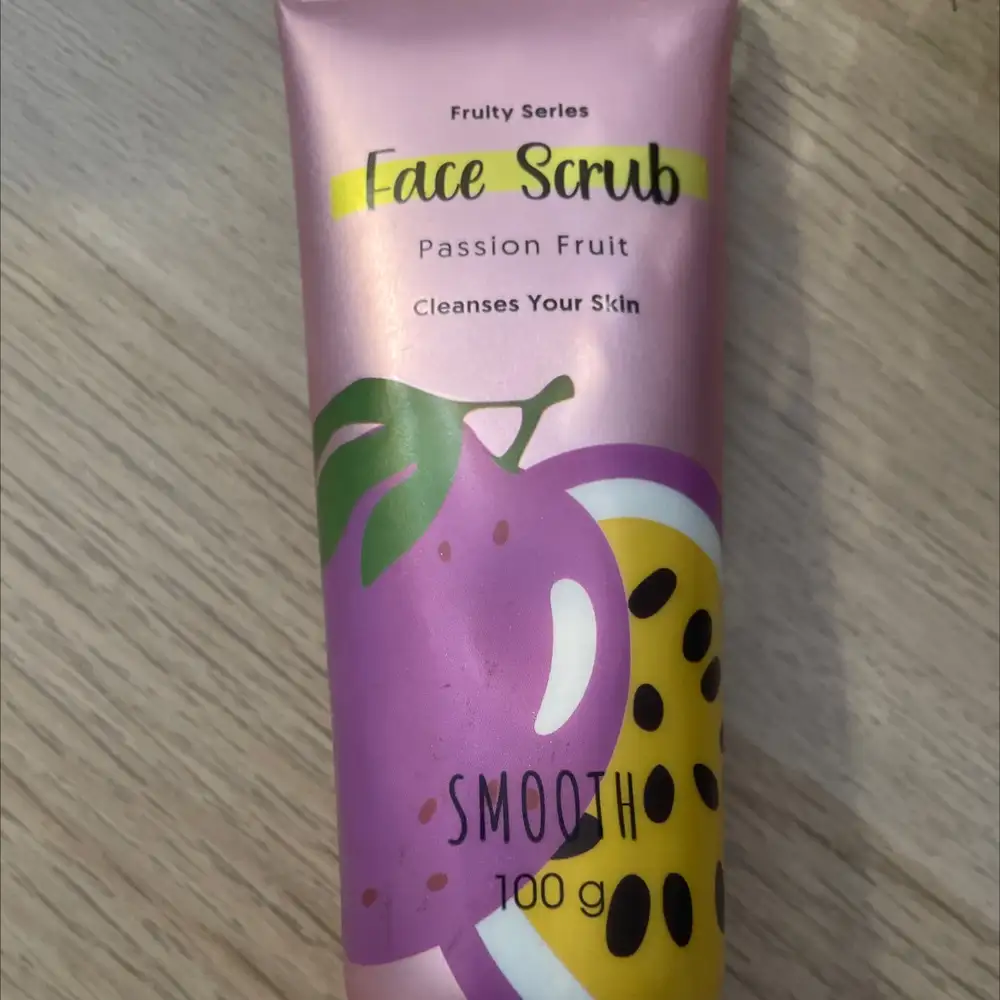 Fruity Series
Face Scrub
Passion Fruit
Cleanses Your Skin
SMOOTH
100 g